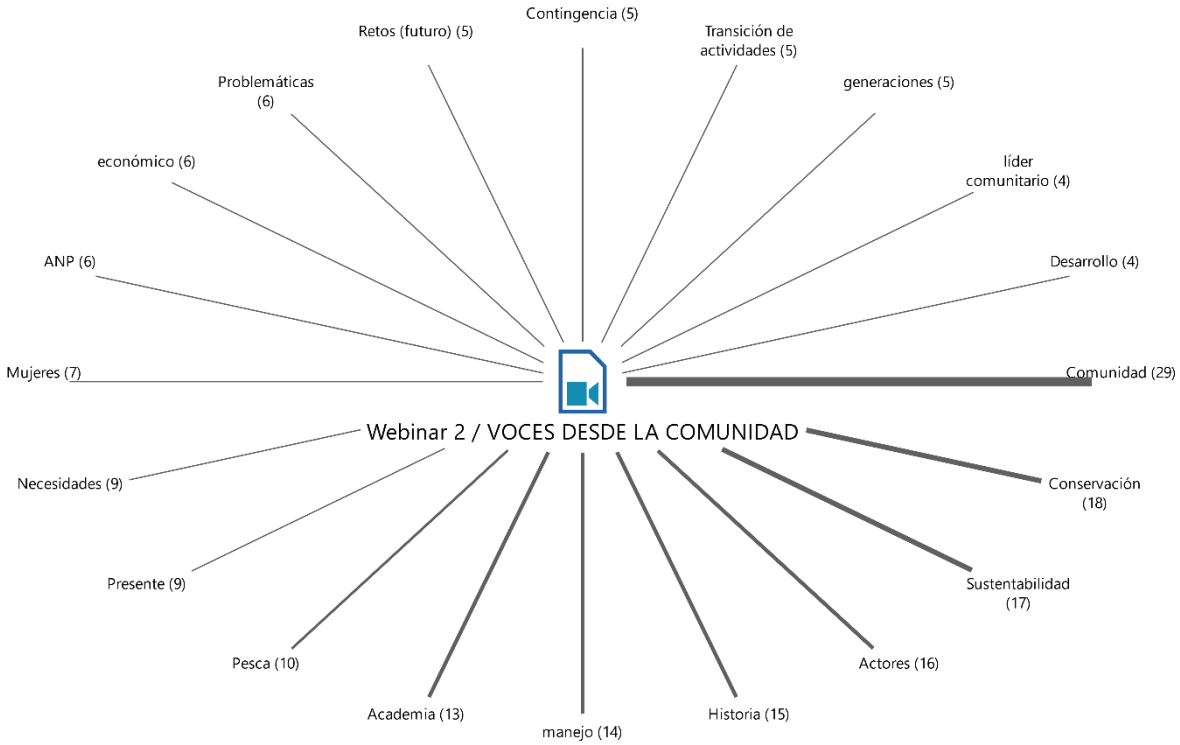 Contingencia (5)
Retos (futuro) (5)
Transición de
actividades (5)
Problemáticas
(6)
generaciones (5)
económico (6)
líder
comunitario (4)
ANP (6)
Desarrollo (4)
Mujeres (7)
Comunidad (29)
Webinar 2 / VOCES DESDE LA COMUNIDAD
Necesidades (9)
Conservación
(18)
Presente (9)
Sustentabilidad
(17)
Pesca (10)
Actores (16)
Academia (13)
Historia (15)
manejo (14)